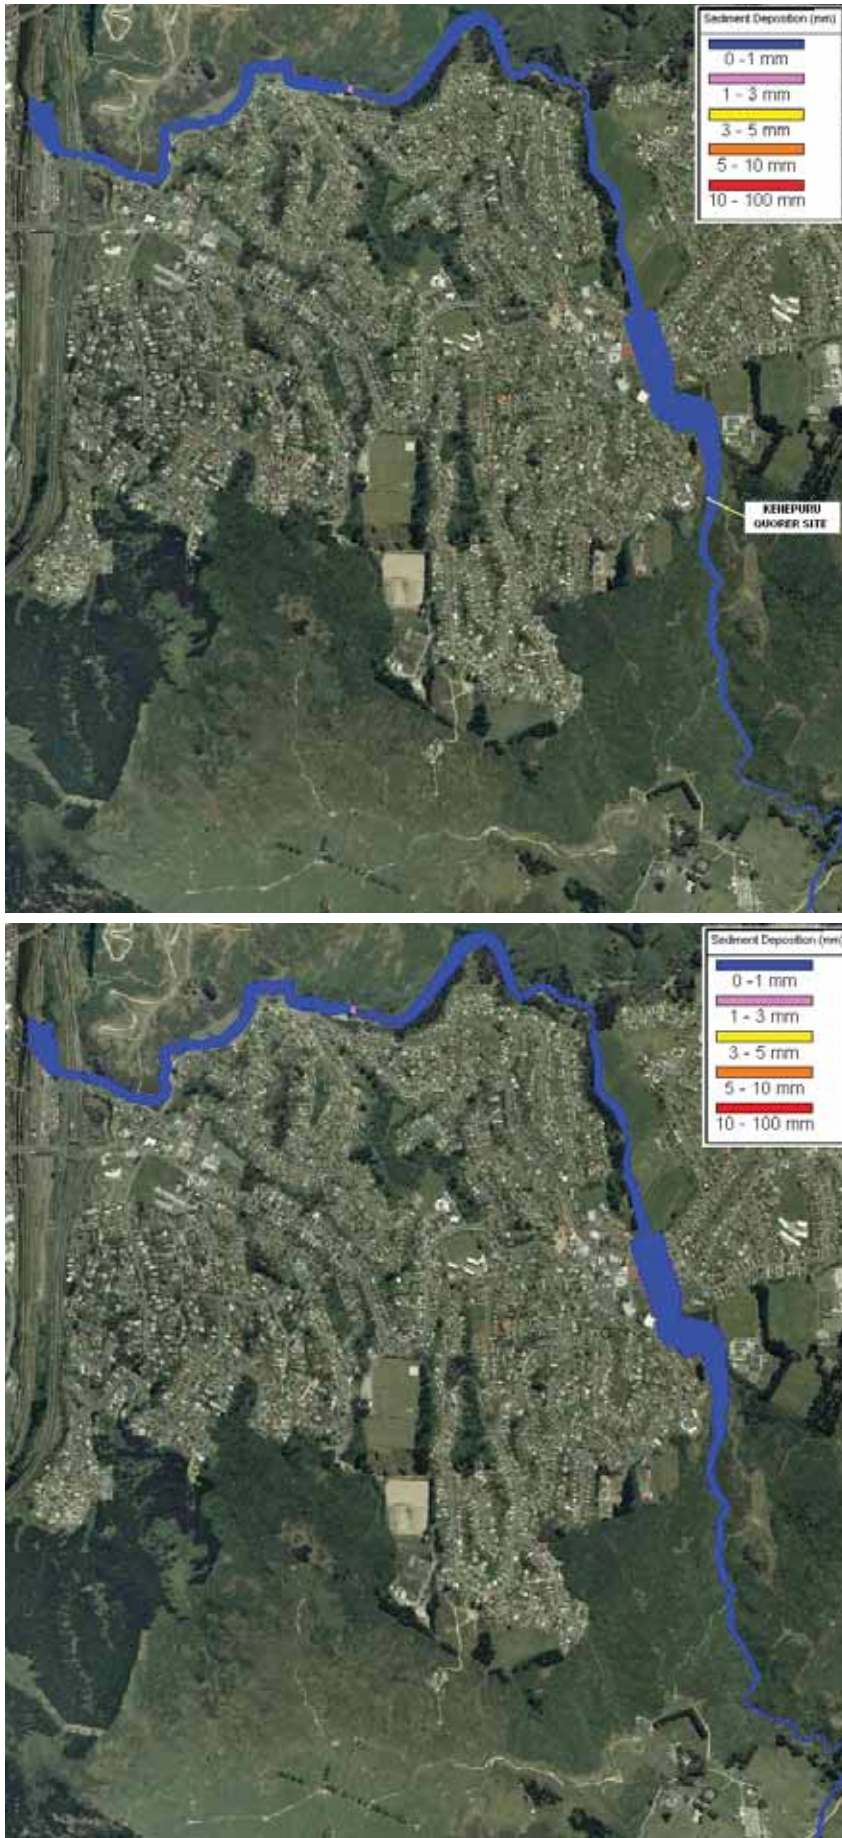 Sediment Deposition (mm)
0 -1 mm
1 - 3 mm
3 - 5 mm
5 - 10 mm
10 - 100 mm
KENEPURU
QUORER SITE
Sediment Deposition (mm)
0 -1 mm
1 - 3 mm
3 - 5 mm
5 - 10 mm
10 - 100 mm